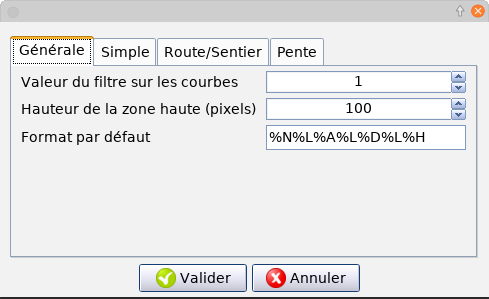 Générale Simple Route/Sentier Pente
Valeur du filtre sur les courbes 1
Hauteur de la zone haute (pixels) 100
Format par défaut %N%L%A%L%D%L%H
Valider Annuler